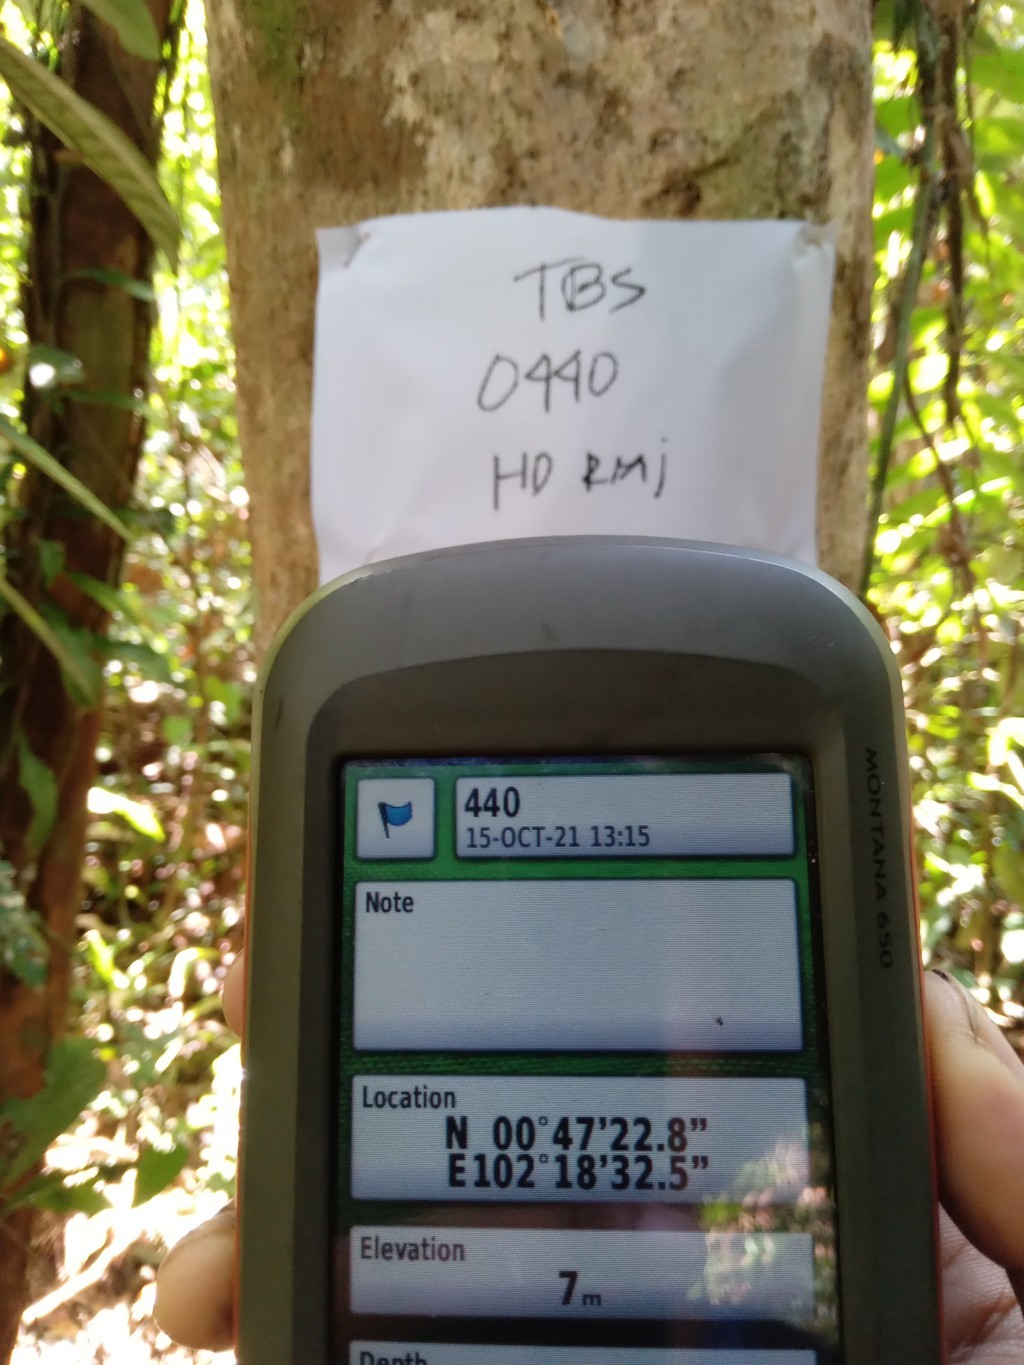 TBS
0440
HD RMj
MONTANA 650
440
15-OCT-21 13:15
Note
Location
N 00°47'22.8"
E102°18'32.5"
Elevation
7m
Depth